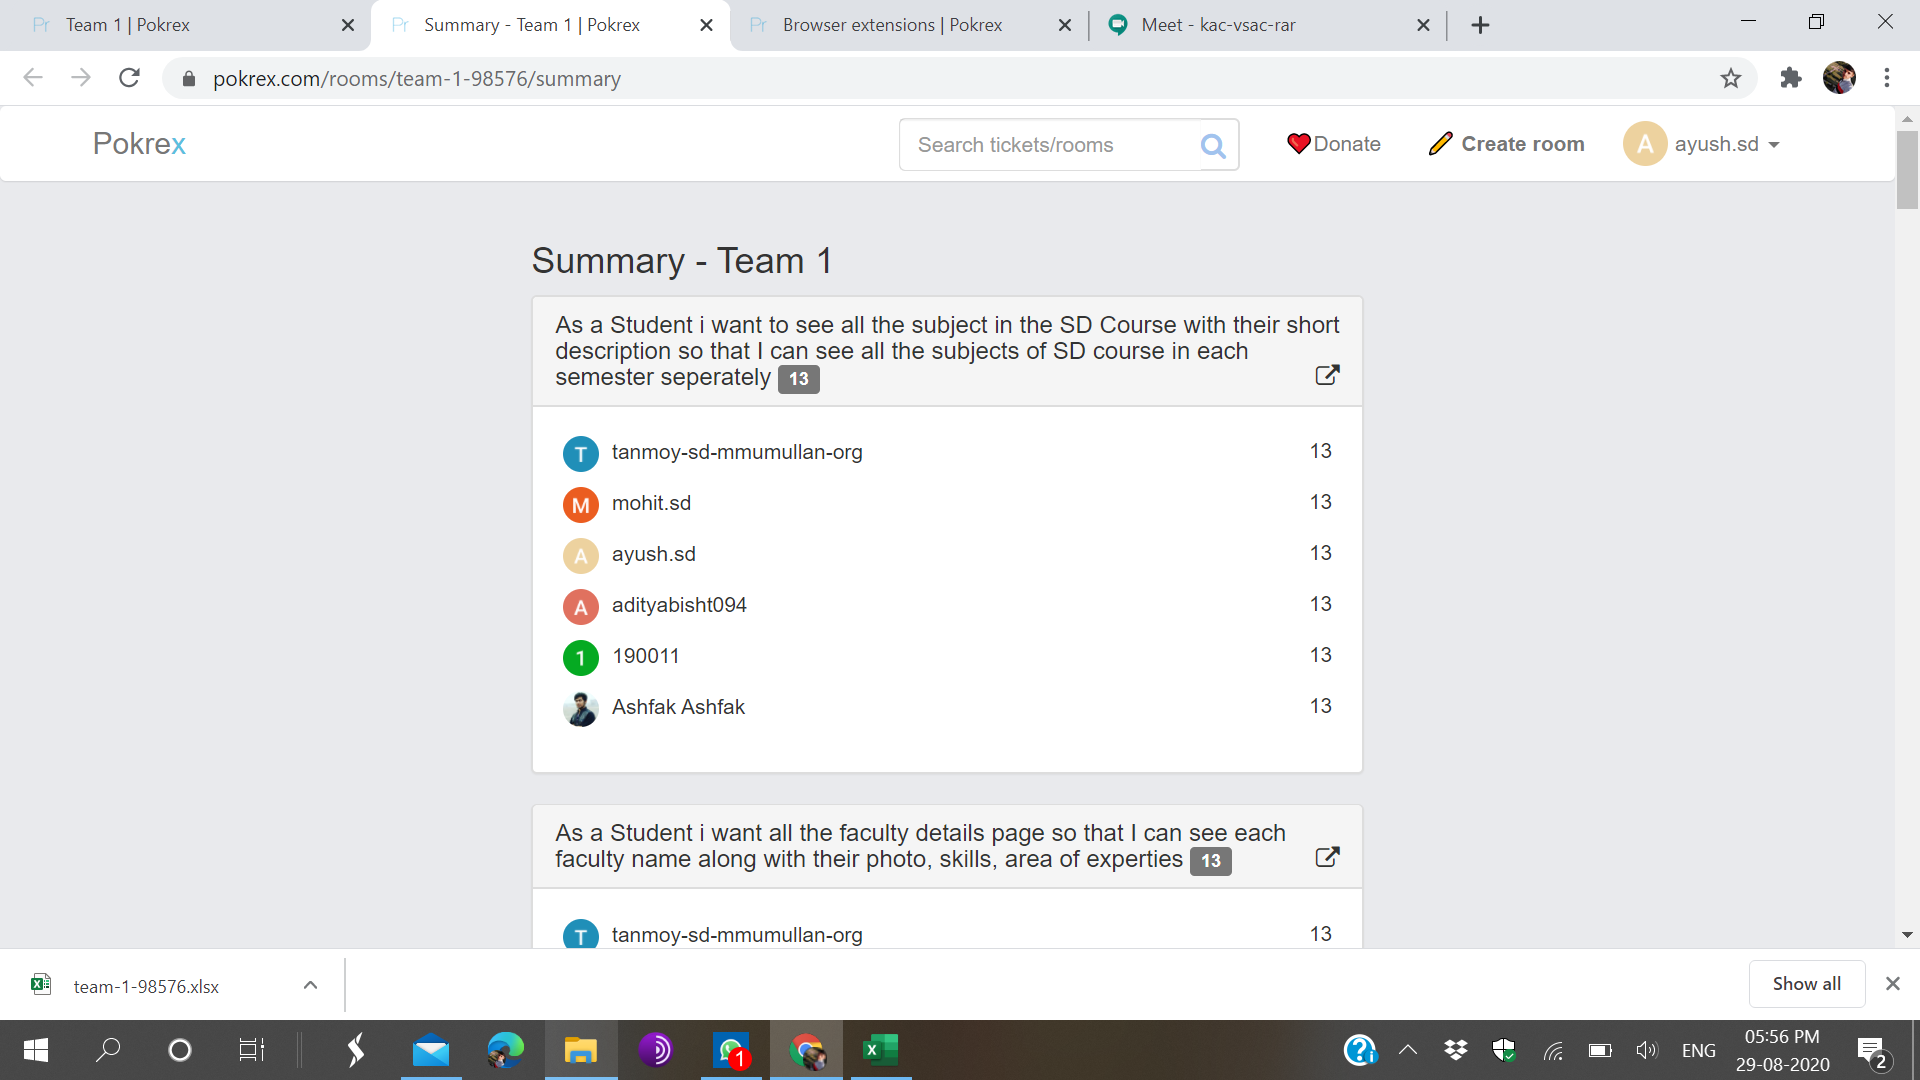 Pr Team 1 | Pokrex
Pr Summary - Team 1 | Pokrex
Pr Browser extensions | Pokrex
Meet - kac-vsac-rar
pokrex.com/rooms/team-1-98576/summary
Pokrex
Search tickets/rooms
Donate
Create room
A ayush.sd
Summary - Team 1
As a Student i want to see all the subject in the SD Course with their short
description so that I can see all the subjects of SD course in each
semester seperately 13
T tanmoy-sd-mmumullan-org 13
M mohit.sd 13
A ayush.sd 13
A adityabisht094 13
1 190011 13
Ashfak Ashfak 13
As a Student i want all the faculty details page so that I can see each
faculty name along with their photo, skills, area of experties 13
T tanmoy-sd-mmumullan-org 13
team-1-98576.xlsx
Show all
1
ENG
05:56 PM
29-08-2020
2